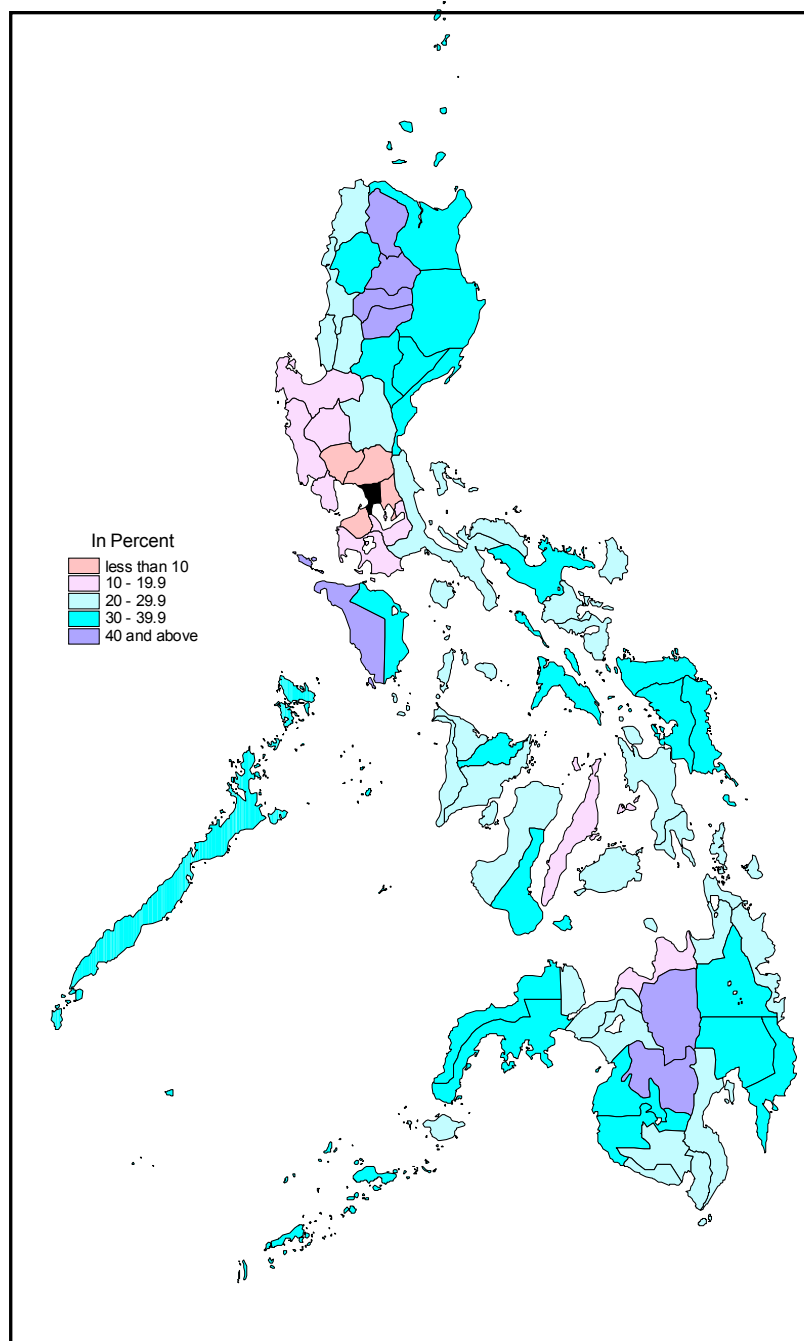 In Percent
less than 10
10 - 19.9
20 - 29.9
30 - 39.9
40 and above